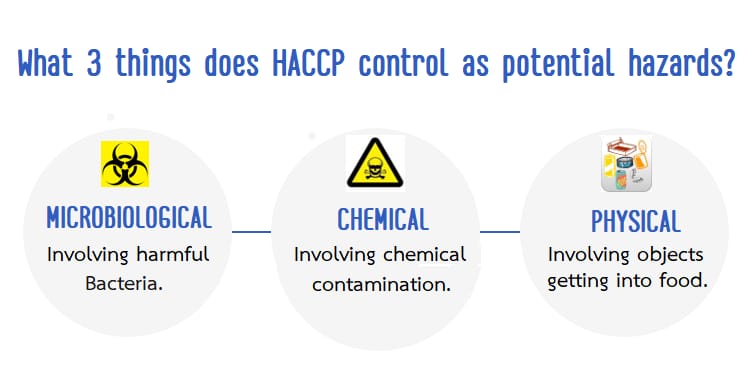 What 3 things does HACCP control as potential hazards?
MICROBIOLOGICAL
Involving harmful
Bacteria.
CHEMICAL
Involving chemical
contamination.
PHYSICAL
Involving objects
getting into food.